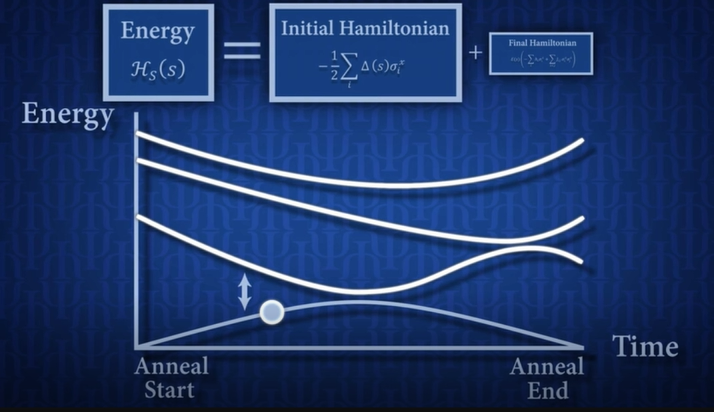 Energy
ℋ_S(s)
=
Initial Hamiltonian
-1/2 ∑_i Δ(s)σ_i^x
+
Final Hamiltonian
Energy
Time
Anneal
Start
Anneal
End